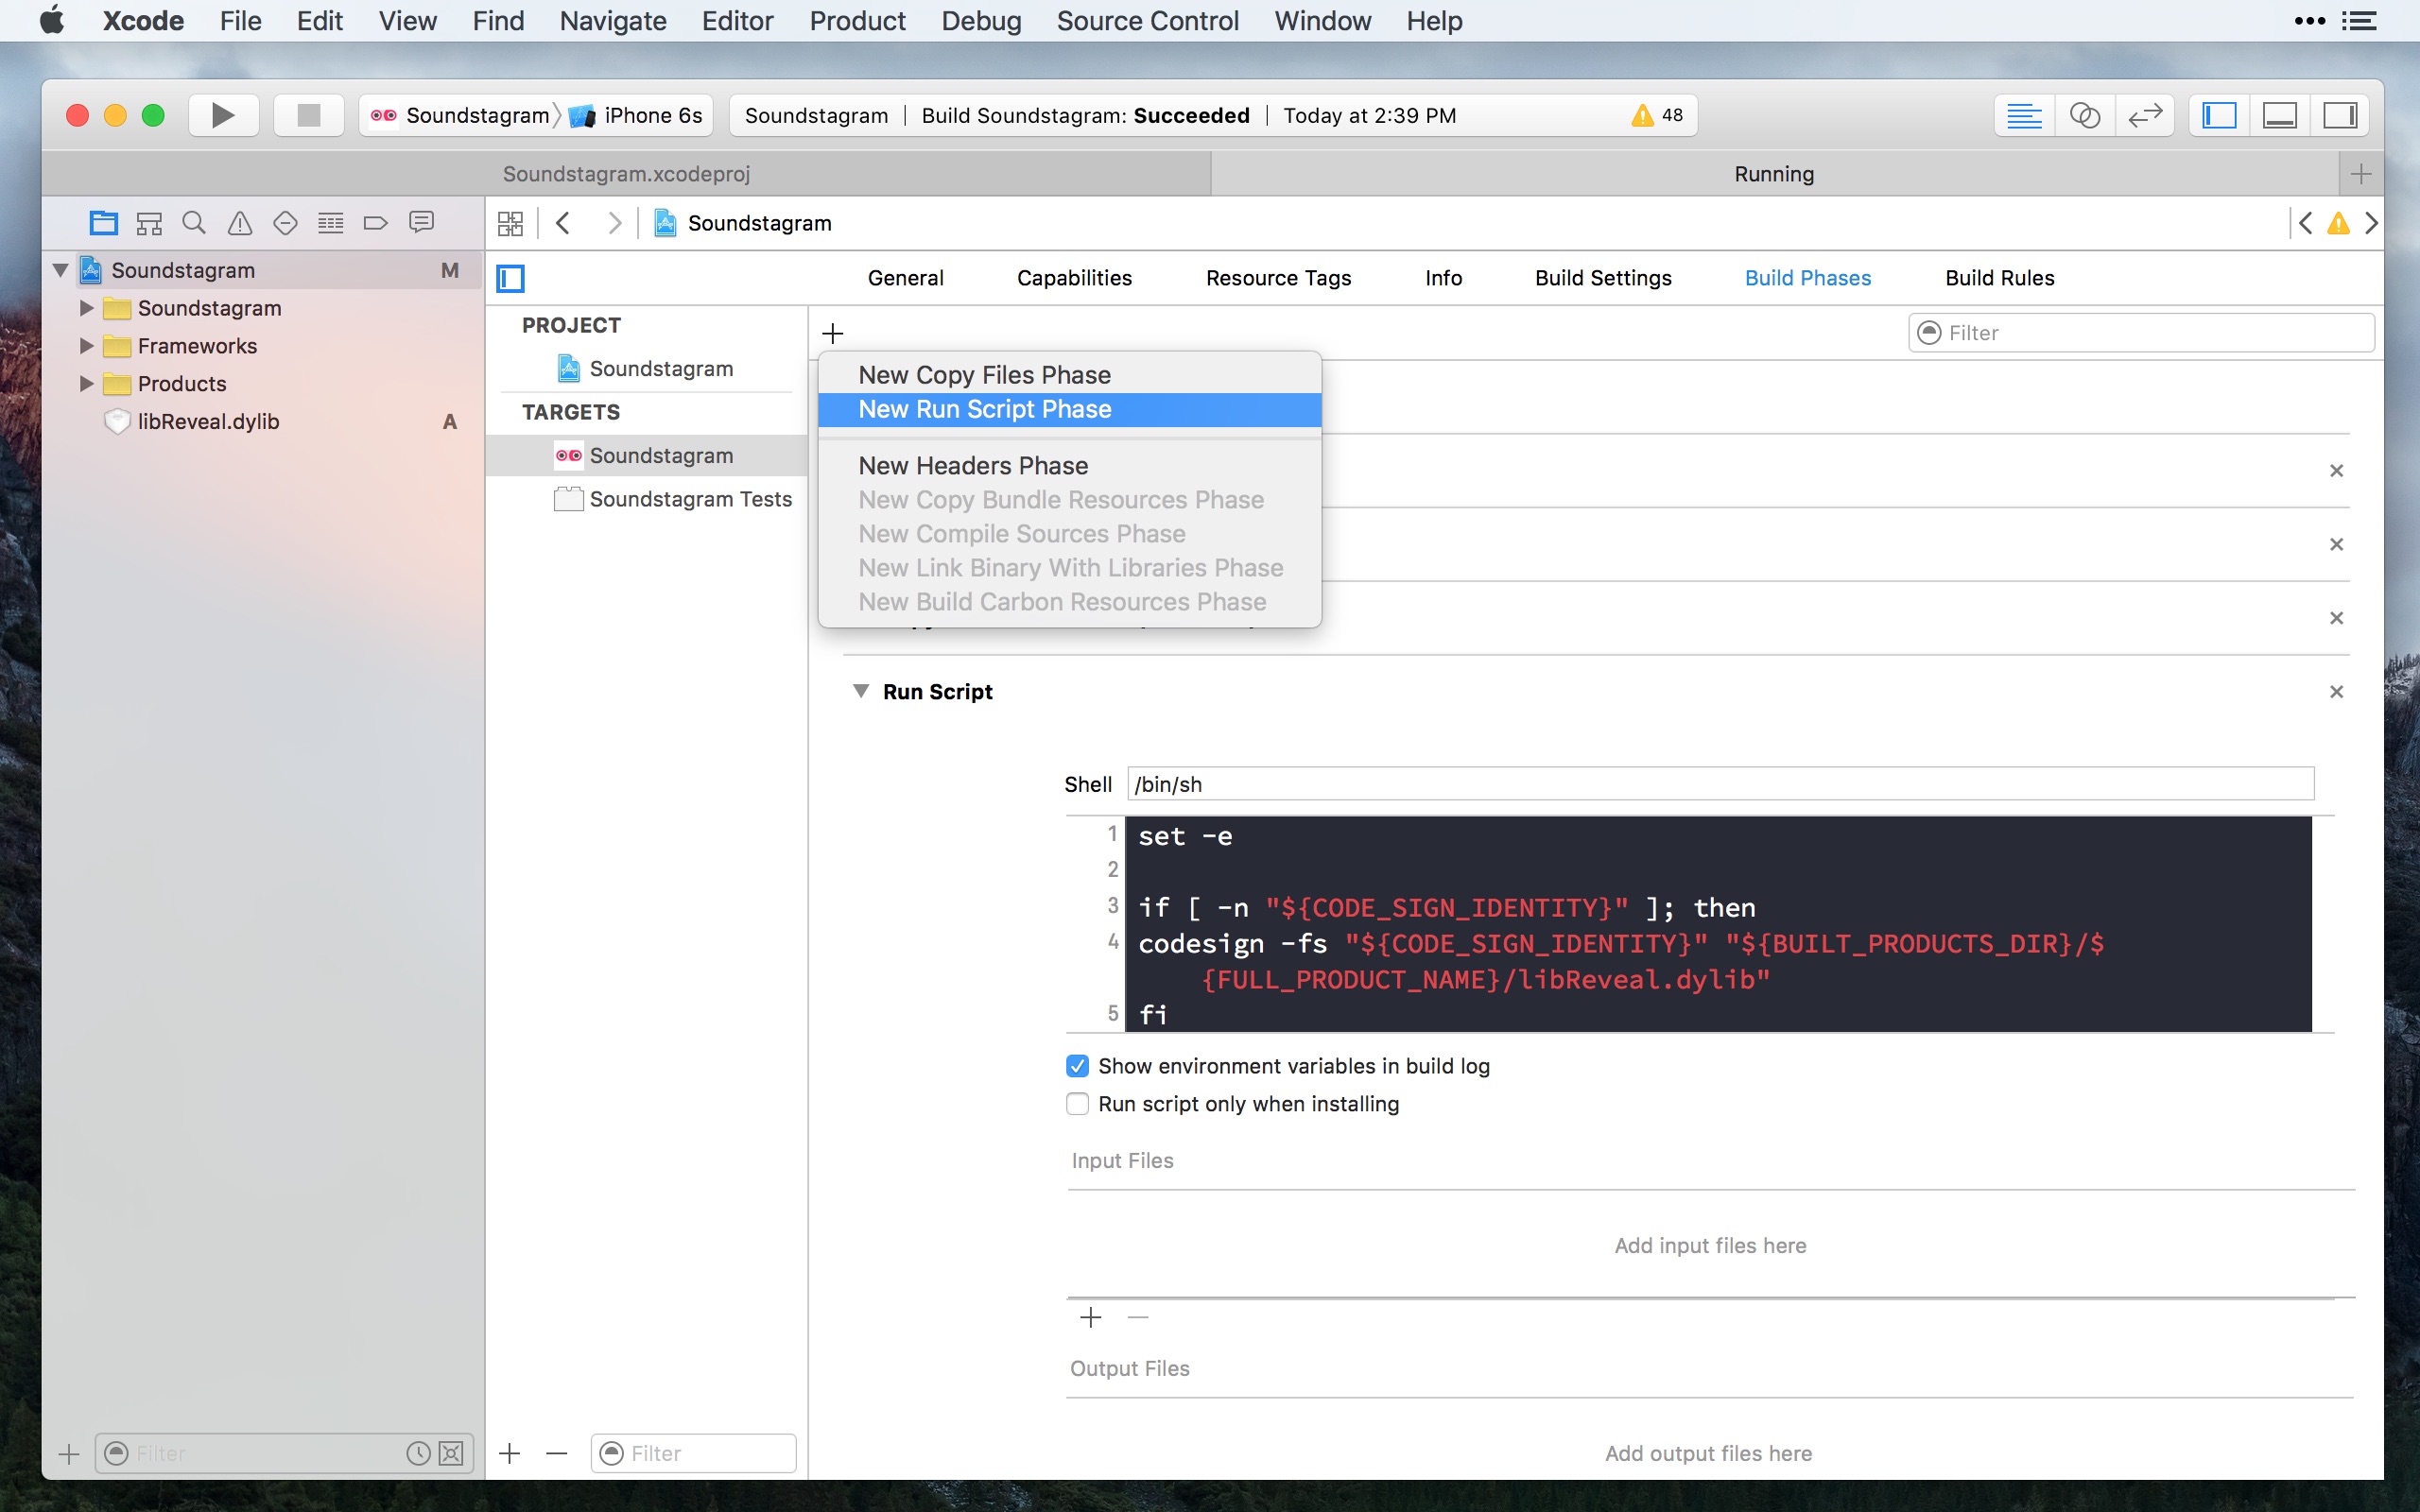 Xcode File Edit View Find Navigate Editor Product Debug Source Control Window Help
Soundstagram iPhone 6s
Soundstagram Build Soundstagram: Succeeded Today at 2:39 PM 48
Soundstagram.xcodeproj
Running
Soundstagram M
Soundstagram
Frameworks
Products
libReveal.dylib A
Filter
Soundstagram
General Capabilities Resource Tags Info Build Settings Build Phases Build Rules
PROJECT
Soundstagram
TARGETS
Soundstagram
Soundstagram Tests
Filter
Filter
New Copy Files Phase
New Run Script Phase
New Headers Phase
New Copy Bundle Resources Phase
New Compile Sources Phase
New Link Binary With Libraries Phase
New Build Carbon Resources Phase
Run Script
Shell /bin/sh
1 set -e
2
3 if [ -n "${CODE_SIGN_IDENTITY}" ]; then
4 codesign -fs "${CODE_SIGN_IDENTITY}" "${BUILT_PRODUCTS_DIR}/$
{FULL_PRODUCT_NAME}/libReveal.dylib"
5 fi
Show environment variables in build log
Run script only when installing
Input Files
Add input files here
Output Files
Add output files here